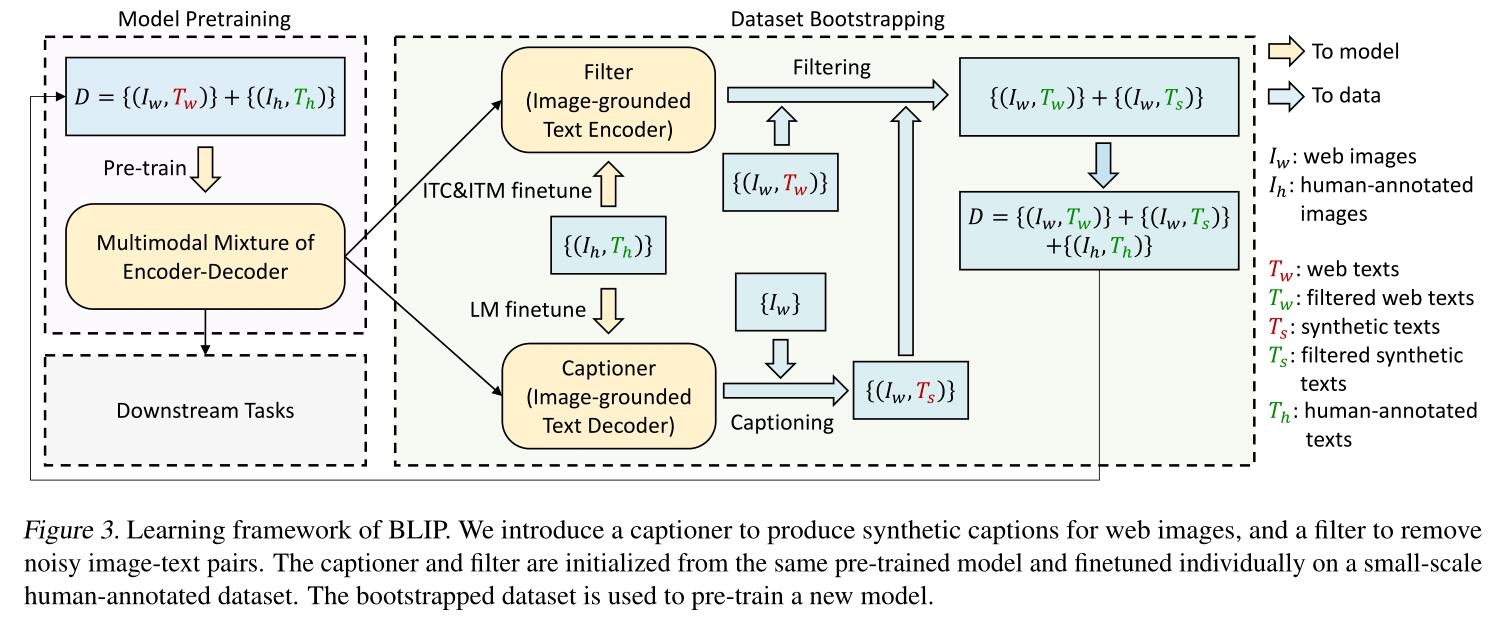 Model Pretraining
D = {(I_w, T_w)} + {(I_h, T_h)}
Pre-train
Multimodal Mixture of
Encoder-Decoder
Downstream Tasks
Dataset Bootstrapping
Filter
(Image-grounded
Text Encoder)
ITC&ITM finetune
{(I_h, T_h)}
LM finetune
Captioner
(Image-grounded
Text Decoder)
Filtering
{(I_w, T_w)}
{I_w}
Captioning
{(I_w, T_s)}
{(I_w, T_w)} + {(I_w, T_s)}
D = {(I_w, T_w)} + {(I_w, T_s)}
+{(I_h, T_h)}
To model
To data
I_w: web images
I_h: human-annotated
images
T_w: web texts
T_w: filtered web texts
T_s: synthetic texts
T_s: filtered synthetic
texts
T_h: human-annotated
texts
Figure 3. Learning framework of BLIP. We introduce a captioner to produce synthetic captions for web images, and a filter to remove
noisy image-text pairs. The captioner and filter are initialized from the same pre-trained model and finetuned individually on a small-scale
human-annotated dataset. The bootstrapped dataset is used to pre-train a new model.